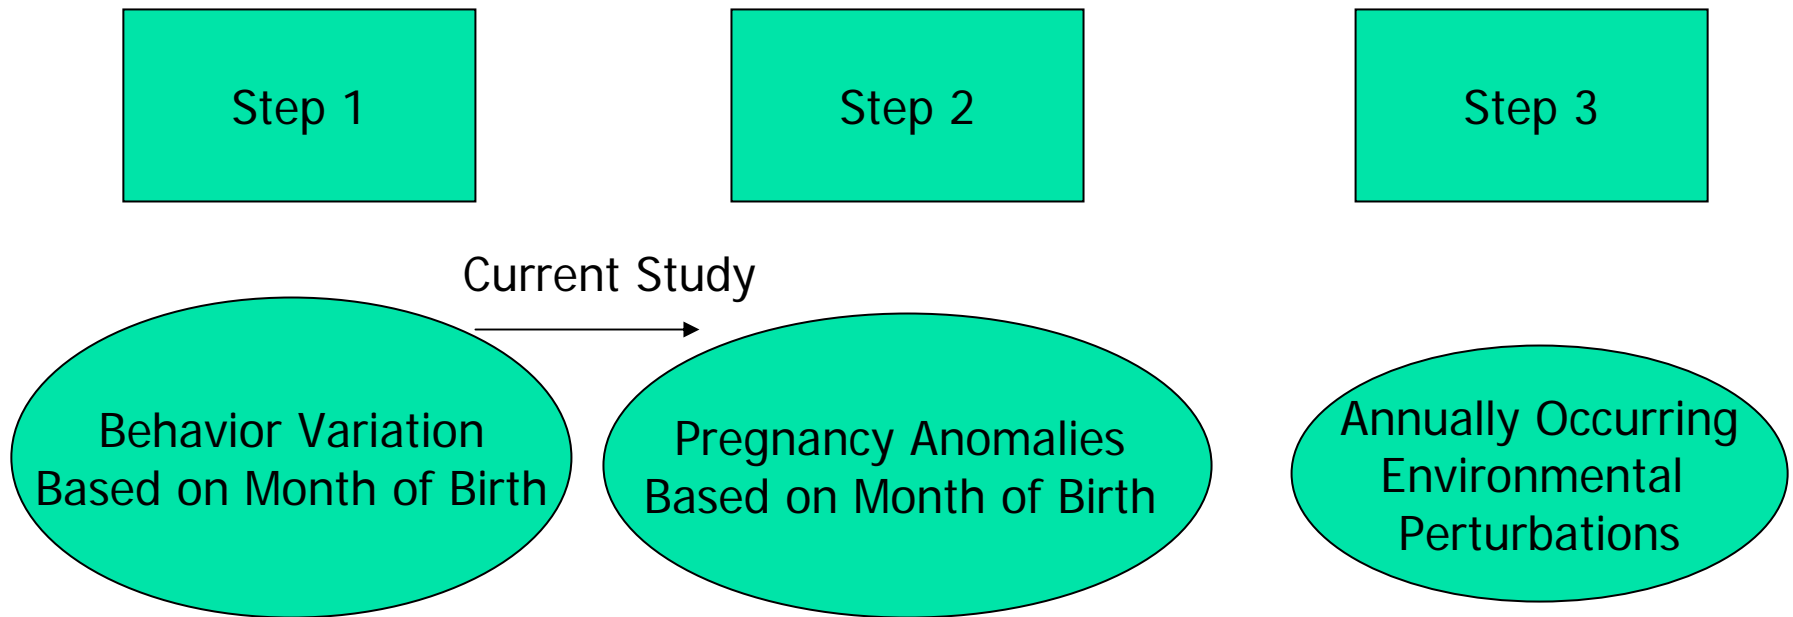 Step 1
Step 2
Step 3
Current Study
Behavior Variation
Based on Month of Birth
Pregnancy Anomalies
Based on Month of Birth
Annually Occurring
Environmental
Perturbations